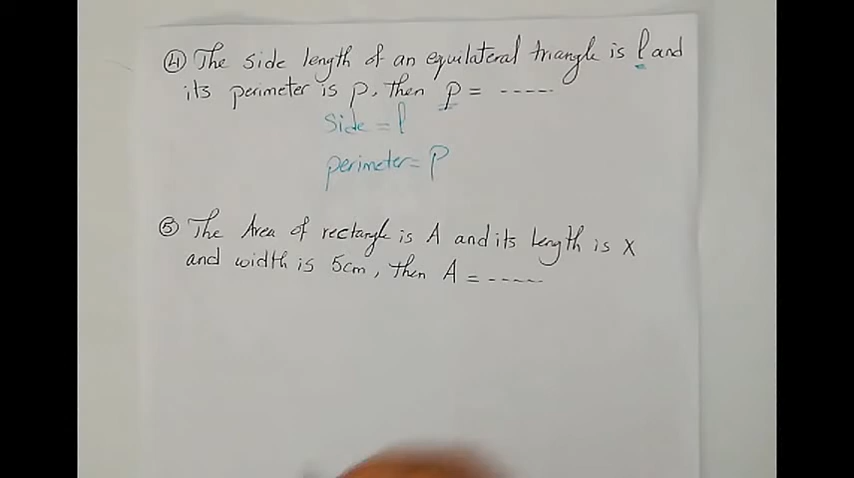 ④ The side length of an equilateral triangle is l and
its perimeter is p, then p = -----
Side = l
perimeter = P
⑤ The Area of rectangle is A and its length is x
and width is 5cm, then A = -----